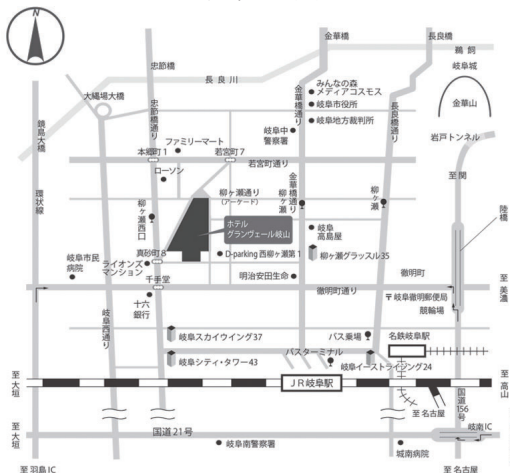 N
金華橋
長良橋
鵜飼
岐阜城
金華山
忠節橋
長良川
大縄場大橋
鏡島大橋
環状線
忠節橋通り
金華橋通り
長良橋通り
みんなの森
メディアコスモス
岐阜市役所
岐阜地方裁判所
岐阜中
警察署
岩戸トンネル
至関
ファミリーマート
本郷町1
若宮町7
若宮町通り
ローソン
柳ヶ瀬通り
(アーケード)
金華橋通り
柳ヶ瀬
柳ヶ瀬
柳ヶ瀬西口
ホテル
グランヴェール岐山
岐阜
高島屋
陸橋
真砂町8
D-parking 西柳ヶ瀬第1
柳ヶ瀬グラッスル35
岐阜市民
病院
ライオンズ
マンション
千手堂
明治安田生命
徹明町
徹明町通り
至美濃
〒岐阜徹明郵便局
競輪場
十六
銀行
岐阜西通り
岐阜スカイウイング37
バス乗場
名鉄岐阜駅
岐阜シティ・タワー43
バスターミナル
岐阜イーストライジング24
至大垣
JR岐阜駅
至高山
至名古屋
国道156号
至大垣
国道21号
岐南IC
岐阜南警察署
城南病院
至羽島IC
至名古屋